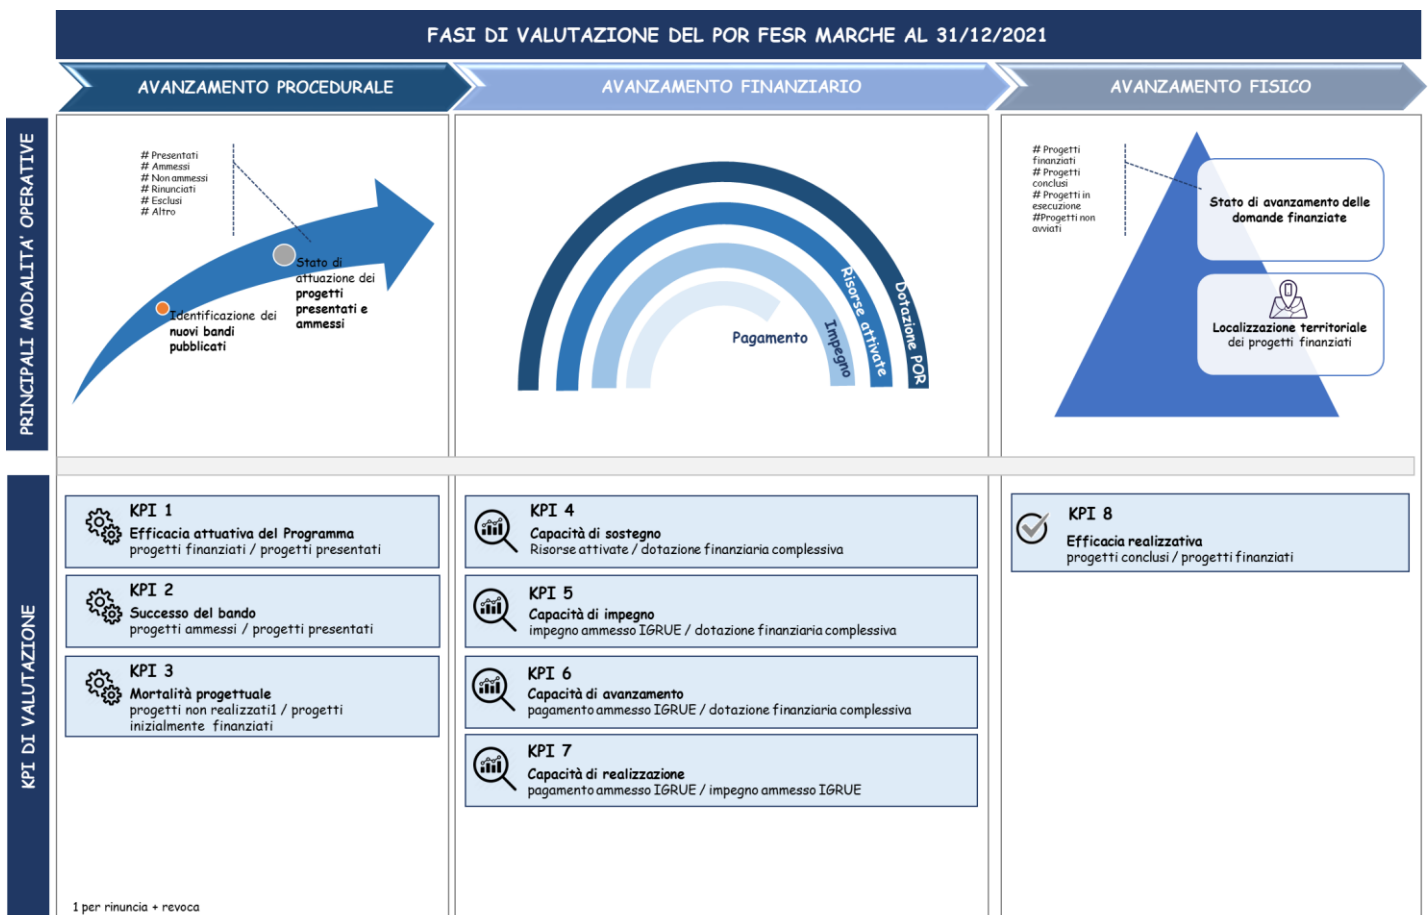 FASI DI VALUTAZIONE DEL POR FESR MARCHE AL 31/12/2021
AVANZAMENTO PROCEDURALE
AVANZAMENTO FINANZIARIO
AVANZAMENTO FISICO
PRINCIPALI MODALITA' OPERATIVE
# Presentati
# Ammessi
# Non ammessi
# Rinunciati
# Esclusi
# Altro
Stato di
attuazione dei
progetti
presentati e
ammessi
Identificazione dei
nuovi bandi
pubblicati
Pagamento
Impegno
Risorse attivate
Dotazione POR
# Progetti
finanziati
# Progetti
conclusi
# Progetti in
esecuzione
#Progetti non
avviati
Stato di avanzamento delle
domande finanziate
Localizzazione territoriale
dei progetti finanziati
KPI DI VALUTAZIONE
KPI 1
Efficacia attuativa del Programma
progetti finanziati / progetti presentati
KPI 2
Successo del bando
progetti ammessi / progetti presentati
KPI 3
Mortalità progettuale
progetti non realizzati1 / progetti
inizialmente finanziati
KPI 4
Capacità di sostegno
Risorse attivate / dotazione finanziaria complessiva
KPI 5
Capacità di impegno
impegno ammesso IGRUE / dotazione finanziaria complessiva
KPI 6
Capacità di avanzamento
pagamento ammesso IGRUE / dotazione finanziaria complessiva
KPI 7
Capacità di realizzazione
pagamento ammesso IGRUE / impegno ammesso IGRUE
KPI 8
Efficacia realizzativa
progetti conclusi / progetti finanziati
1 per rinuncia + revoca